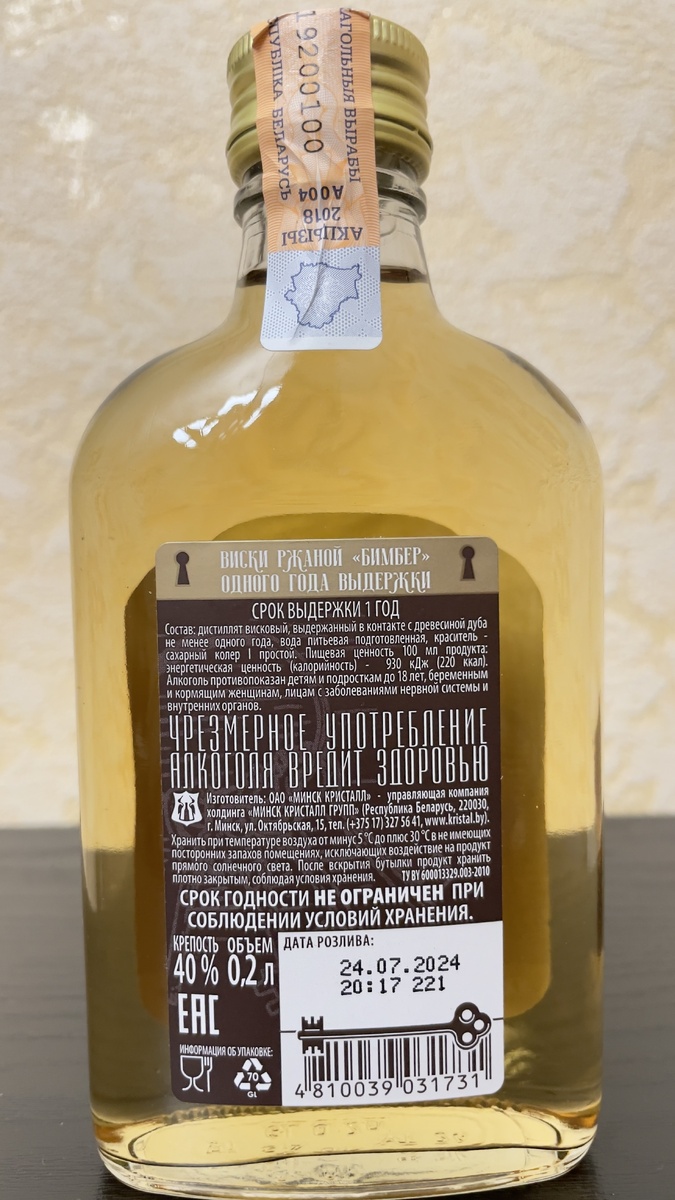 АГОЛЬНЫЯ ВЫРАБЫ
19200100
ПУБЛІКА БЕЛАРУСЬ
А004
2018
АКЦЫЗЫ
ВИСКИ РЖАНОЙ «БИМБЕР»
ОДНОГО ГОДА ВЫДЕРЖКИ
СРОК ВЫДЕРЖКИ 1 ГОД
Состав: дистиллят висковый, выдержанный в контакте с древесиной дуба
не менее одного года, вода питьевая подготовленная, краситель -
сахарный колер I простой. Пищевая ценность 100 мл продукта:
энергетическая ценность (калорийность) - 930 кДж (220 ккал).
Алкоголь противопоказан детям и подросткам до 18 лет, беременным
и кормящим женщинам, лицам с заболеваниями нервной системы и
внутренних органов.
ЧРЕЗМЕРНОЕ УПОТРЕБЛЕНИЕ
АЛКОГОЛЯ ВРЕДИТ ЗДОРОВЬЮ
Изготовитель: ОАО «МИНСК КРИСТАЛЛ» - управляющая компания
холдинга «МИНСК КРИСТАЛЛ ГРУПП» (Республика Беларусь, 220030,
г. Минск, ул. Октябрьская, 15, тел. (+375 17) 327 56 41, www.kristal.by).
Хранить при температуре воздуха от минус 5 °С до плюс 30 °С в не имеющих
посторонних запахов помещениях, исключающих воздействие на продукт
прямого солнечного света. После вскрытия бутылки продукт хранить
плотно закрытым, соблюдая условия хранения. ТУ BY 600013329.003-2010
СРОК ГОДНОСТИ НЕ ОГРАНИЧЕН ПРИ
СОБЛЮДЕНИИ УСЛОВИЙ ХРАНЕНИЯ.
КРЕПОСТЬ ОБЪЕМ
40 % 0,2 л
ДАТА РОЗЛИВА:
24.07.2024
20:17 221
EAC
ИНФОРМАЦИЯ ОБ УПАКОВКЕ:
70
GL
4 810039 031731